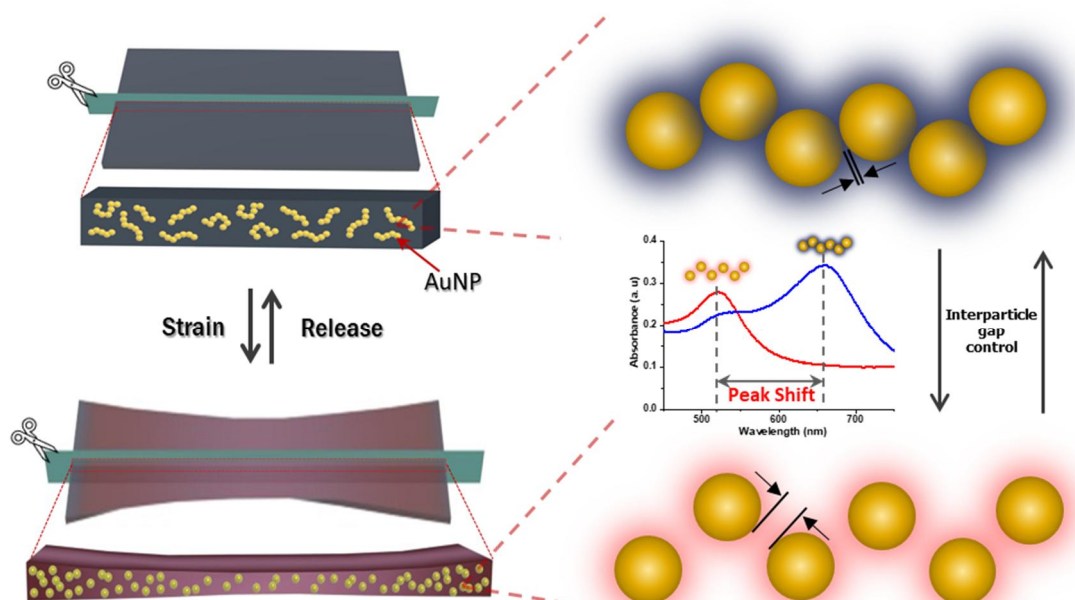 AuNP
Strain
Release
0.4
0.3
0.2
0.1
0.0
Absorbance (a. u)
Peak Shift
500
600
700
Wavelength (nm)
Interparticle
gap
control